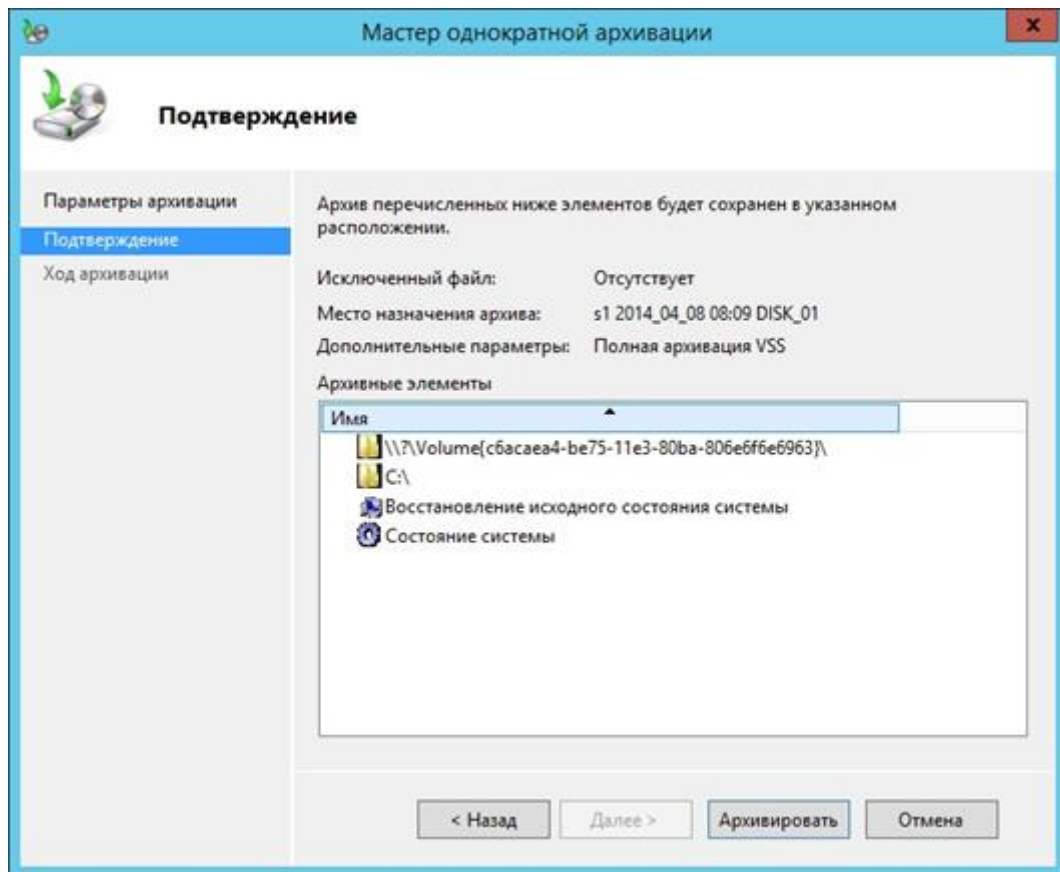 Мастер однократной архивации
x
Подтверждение
Параметры архивации
Подтверждение
Ход архивации
Архив перечисленных ниже элементов будет сохранен в указанном
расположении.
Исключенный файл: Отсутствует
Место назначения архива: s1 2014_04_08 08:09 DISK_01
Дополнительные параметры: Полная архивация VSS
Архивные элементы
Имя
\\?\Volume{c6acaea4-be75-11e3-80ba-806e6f6e6963}\
C:\
Восстановление исходного состояния системы
Состояние системы
< Назад
Далее >
Архивировать
Отмена